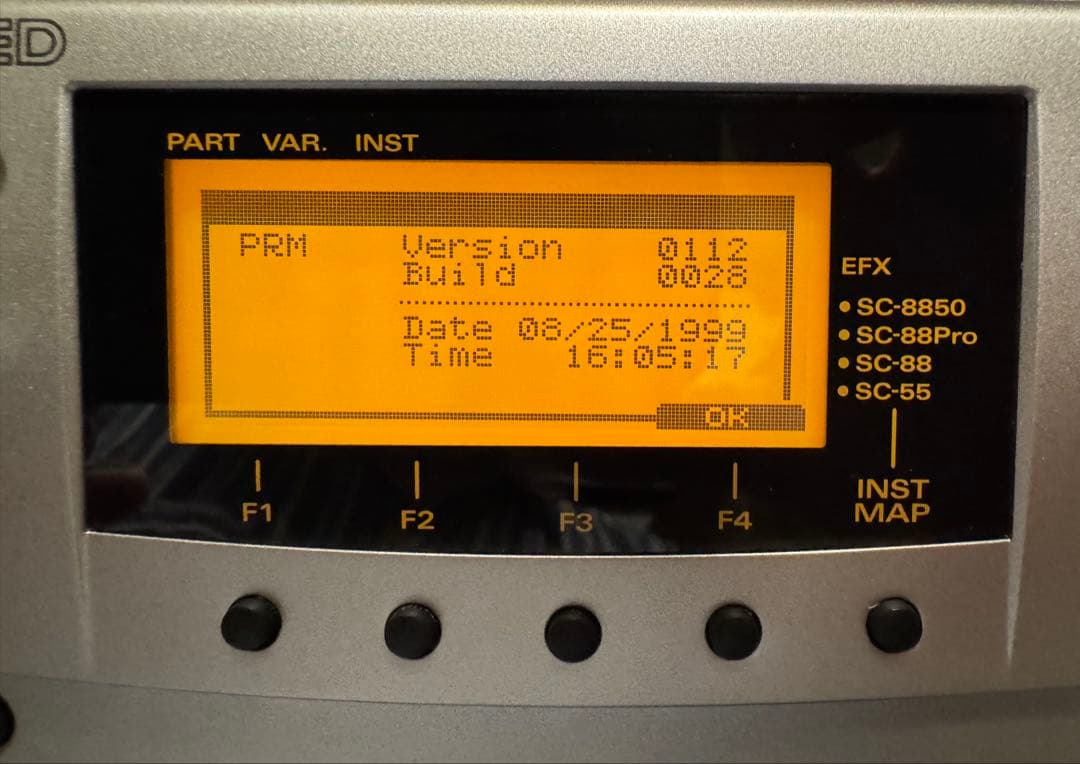 ED
PART VAR. INST
PRM Version 0112
Build 0028
Date 08/25/1999
Time 16:05:17
OK
EFX
SC-8850
SC-88Pro
SC-88
SC-55
INST
MAP
F1 F2 F3 F4